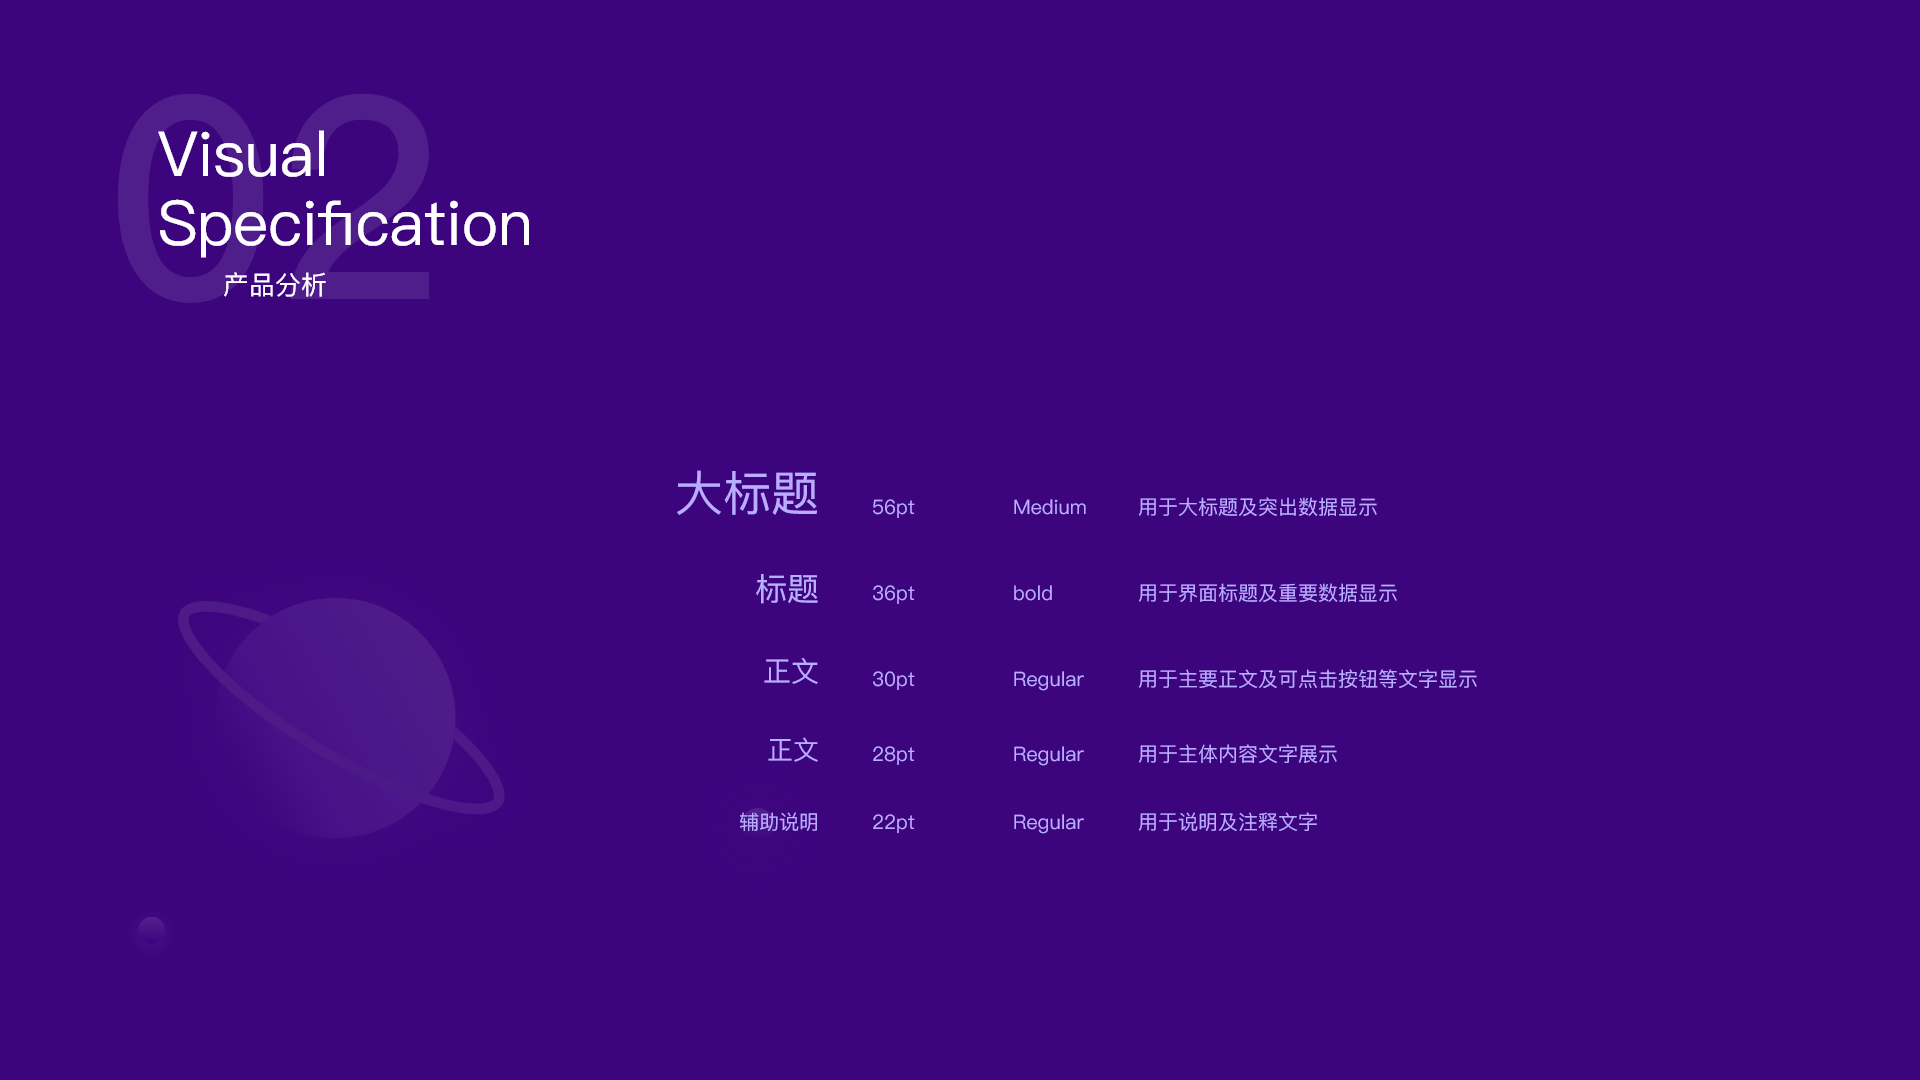 02
Visual
Specification
产品分析
大标题 56pt Medium 用于大标题及突出数据显示
标题 36pt bold 用于界面标题及重要数据显示
正文 30pt Regular 用于主要正文及可点击按钮等文字显示
正文 28pt Regular 用于主体内容文字展示
辅助说明 22pt Regular 用于说明及注释文字